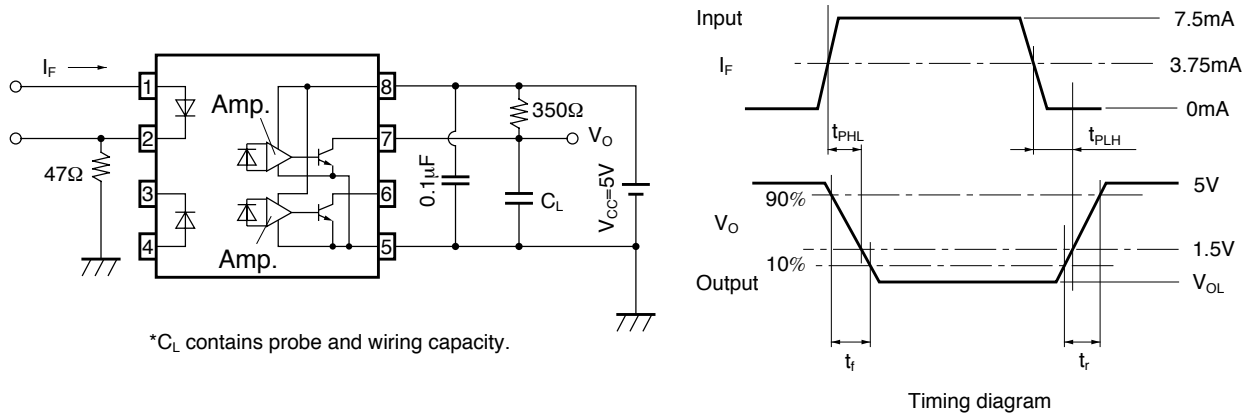 I_F
1
2
3
4
8
7
6
5
Amp.
Amp.
47Ω
0.1μF
350Ω
V_O
C_L
V_CC=5V
*C_L contains probe and wiring capacity.
Input
7.5mA
I_F
3.75mA
0mA
t_PHL
t_PLH
5V
90%
V_O
1.5V
10%
Output
V_OL
t_f
t_r
Timing diagram